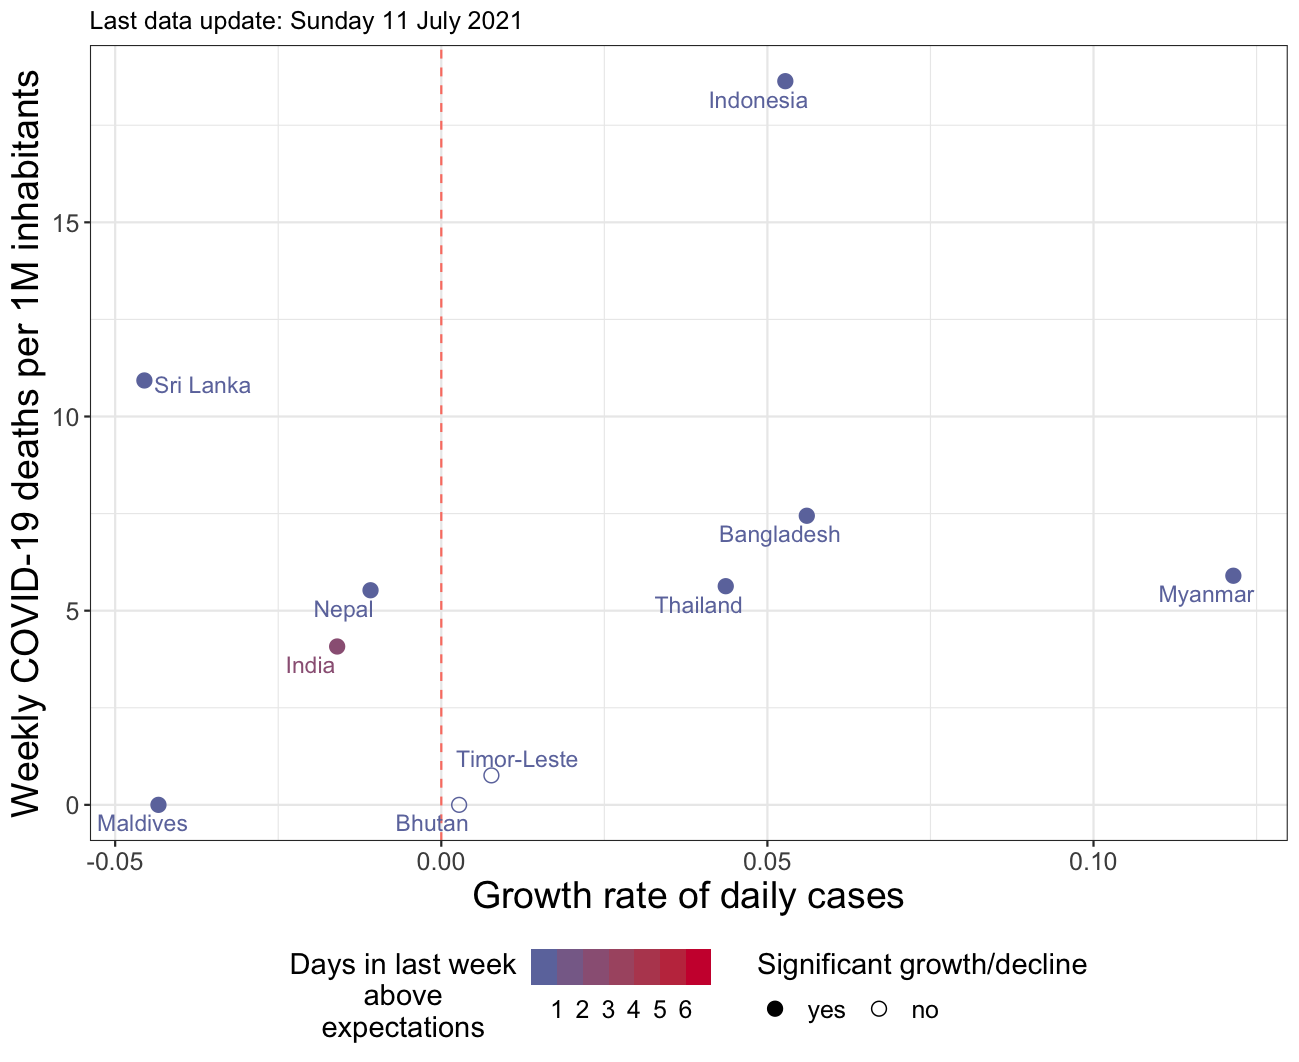 Last data update: Sunday 11 July 2021
Weekly COVID-19 deaths per 1M inhabitants
15
10
5
0
Indonesia
Sri Lanka
Bangladesh
Myanmar
Thailand
Nepal
India
Timor-Leste
Maldives
Bhutan
-0.05 0.00 0.05 0.10
Growth rate of daily cases
Days in last week
above
expectations
1 2 3 4 5 6
Significant growth/decline
yes no